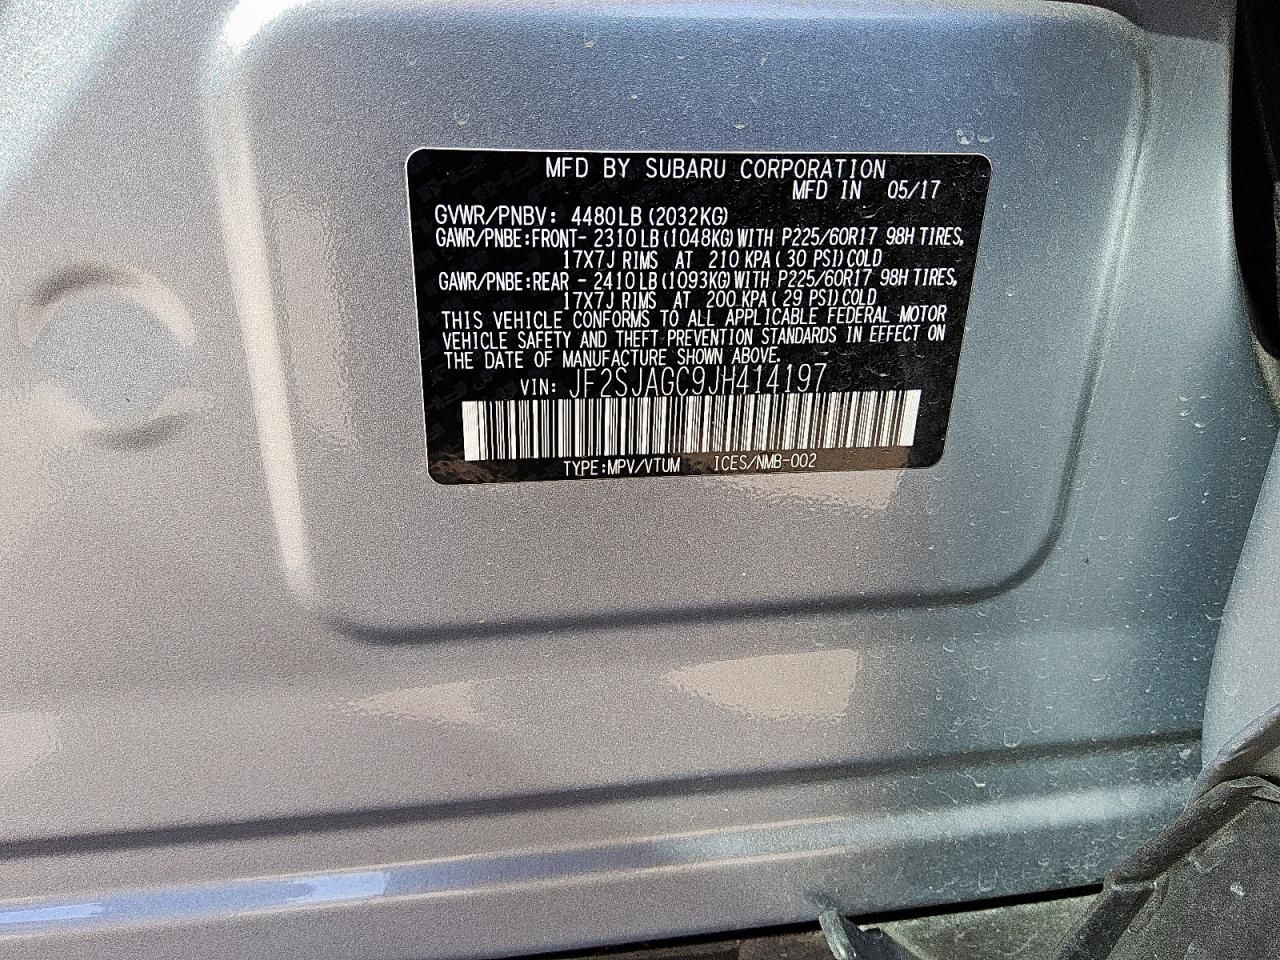 MFD BY SUBARU CORPORATION
MFD IN 05/17
GVWR/PNBV: 4480LB(2032KG)
GAWR/PNBE:FRONT- 2310LB(1048KG)WITH P225/60R17 98H TIRES,
17X7J RIMS AT 210 KPA( 30 PSI)COLD
GAWR/PNBE:REAR - 2410LB(1093KG)WITH P225/60R17 98H TIRES,
17X7J RIMS AT 200 KPA( 29 PSI)COLD
THIS VEHICLE CONFORMS TO ALL APPLICABLE FEDERAL MOTOR
VEHICLE SAFETY AND THEFT PREVENTION STANDARDS IN EFFECT ON
THE DATE OF MANUFACTURE SHOWN ABOVE.
VIN: JF2SJAGC9JH414197
TYPE:MPV/VTUM ICES/NMB-002